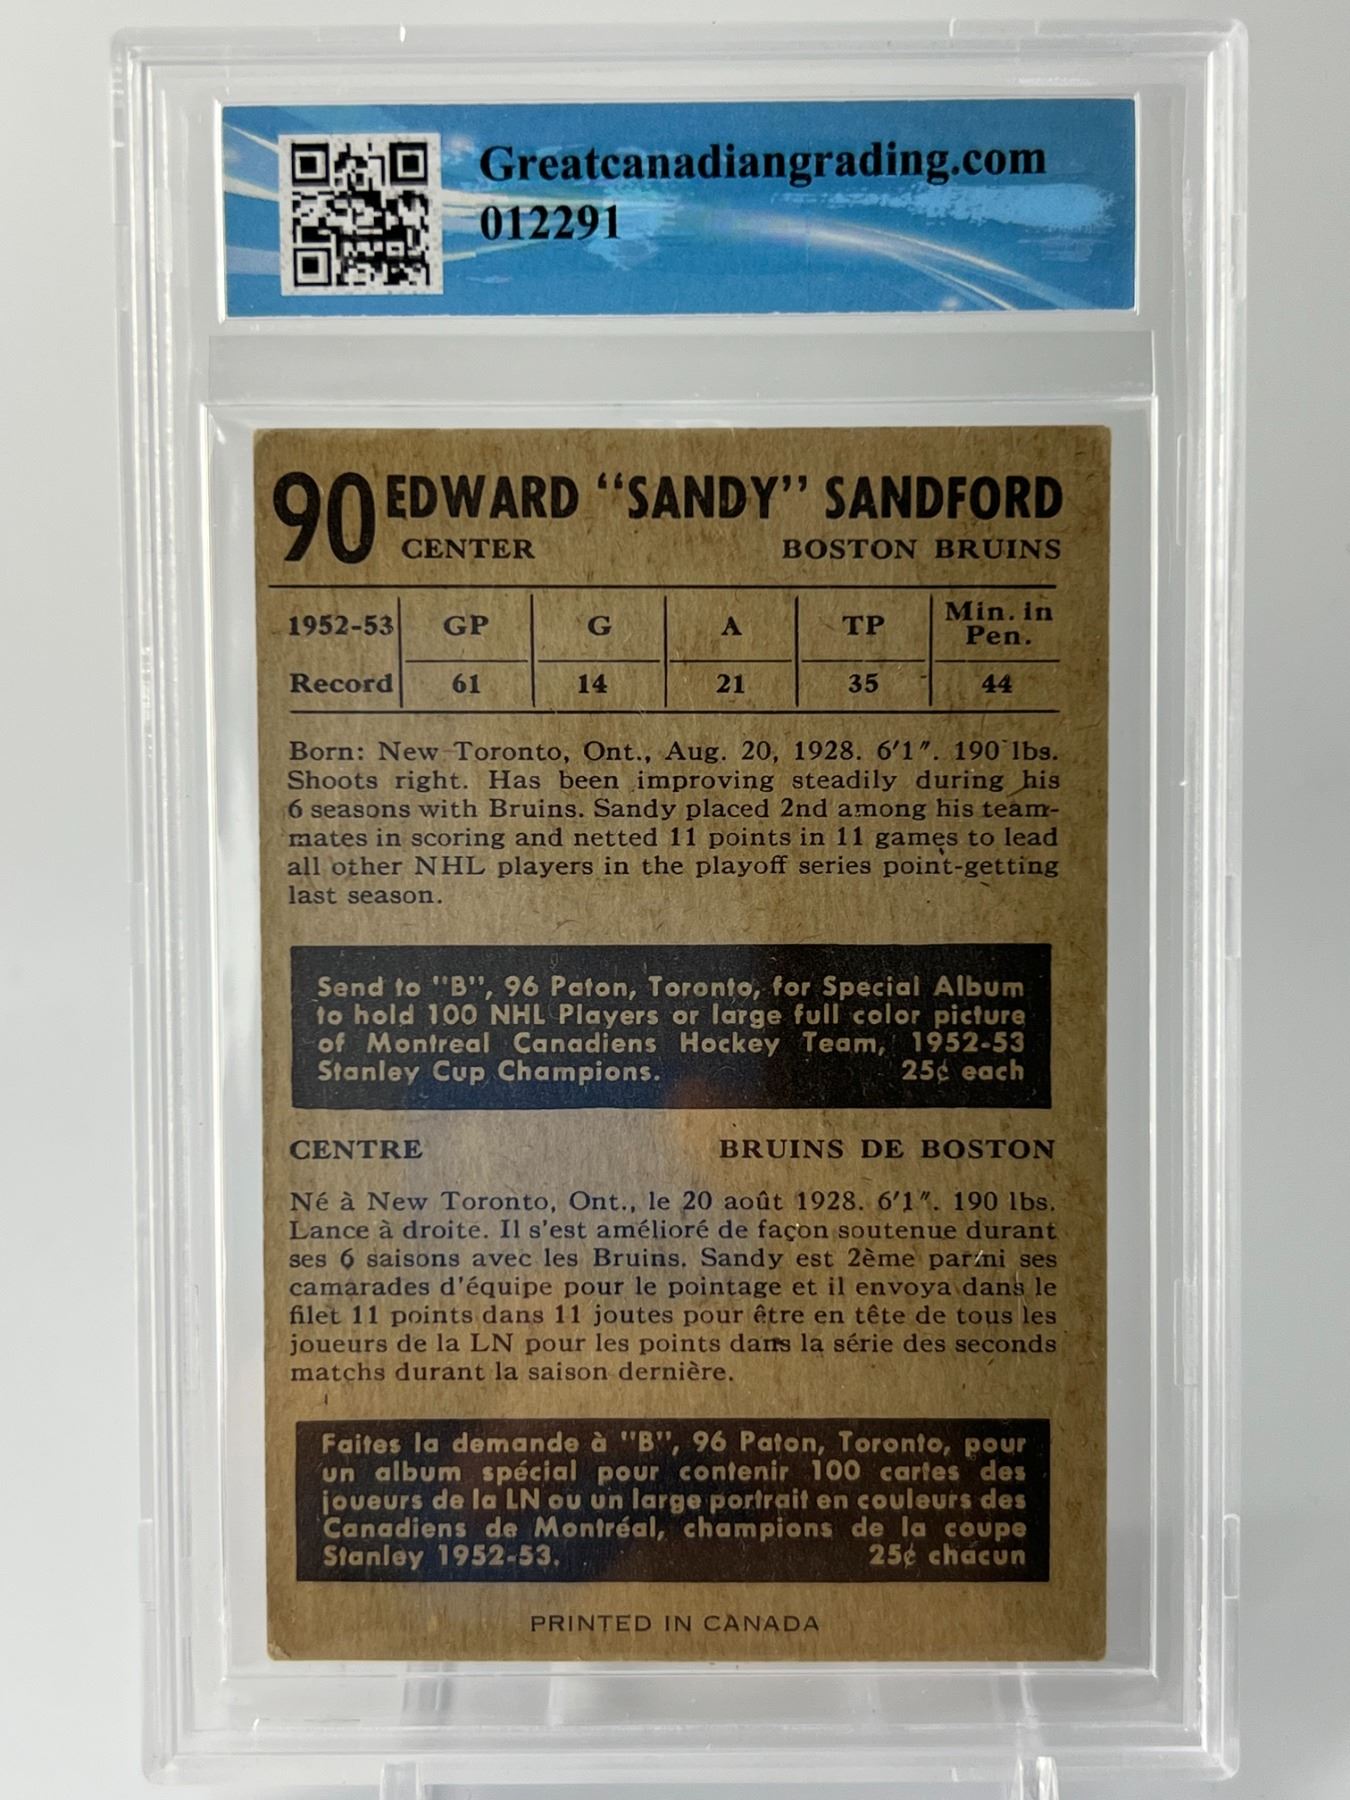 Greatcanadiangrading.com
012291
90 EDWARD "SANDY" SANDFORD
CENTER BOSTON BRUINS
1952-53 GP G A TP Min. in Pen.
Record 61 14 21 35 44
Born: New Toronto, Ont., Aug. 20, 1928. 6'1". 190 lbs.
Shoots right. Has been improving steadily during his
6 seasons with Bruins. Sandy placed 2nd among his team-
mates in scoring and netted 11 points in 11 games to lead
all other NHL players in the playoff series point-getting
last season.
Send to "B", 96 Paton, Toronto, for Special Album
to hold 100 NHL Players or large full color picture
of Montreal Canadiens Hockey Team, 1952-53
Stanley Cup Champions. 25¢ each
CENTRE BRUINS DE BOSTON
Né à New Toronto, Ont., le 20 août 1928. 6'1". 190 lbs.
Lance à droite. Il s'est amélioré de façon soutenue durant
ses 6 saisons avec les Bruins. Sandy est 2ème parmi ses
camarades d'équipe pour le pointage et il envoya dans le
filet 11 points dans 11 joutes pour être en tête de tous les
joueurs de la LN pour les points dans la série des seconds
matchs durant la saison dernière.
Faites la demande à "B", 96 Paton, Toronto, pour
un album spécial pour contenir 100 cartes des
joueurs de la LN ou un large portrait en couleurs des
Canadiens de Montréal, champions de la coupe
Stanley 1952-53. 25¢ chacun
PRINTED IN CANADA